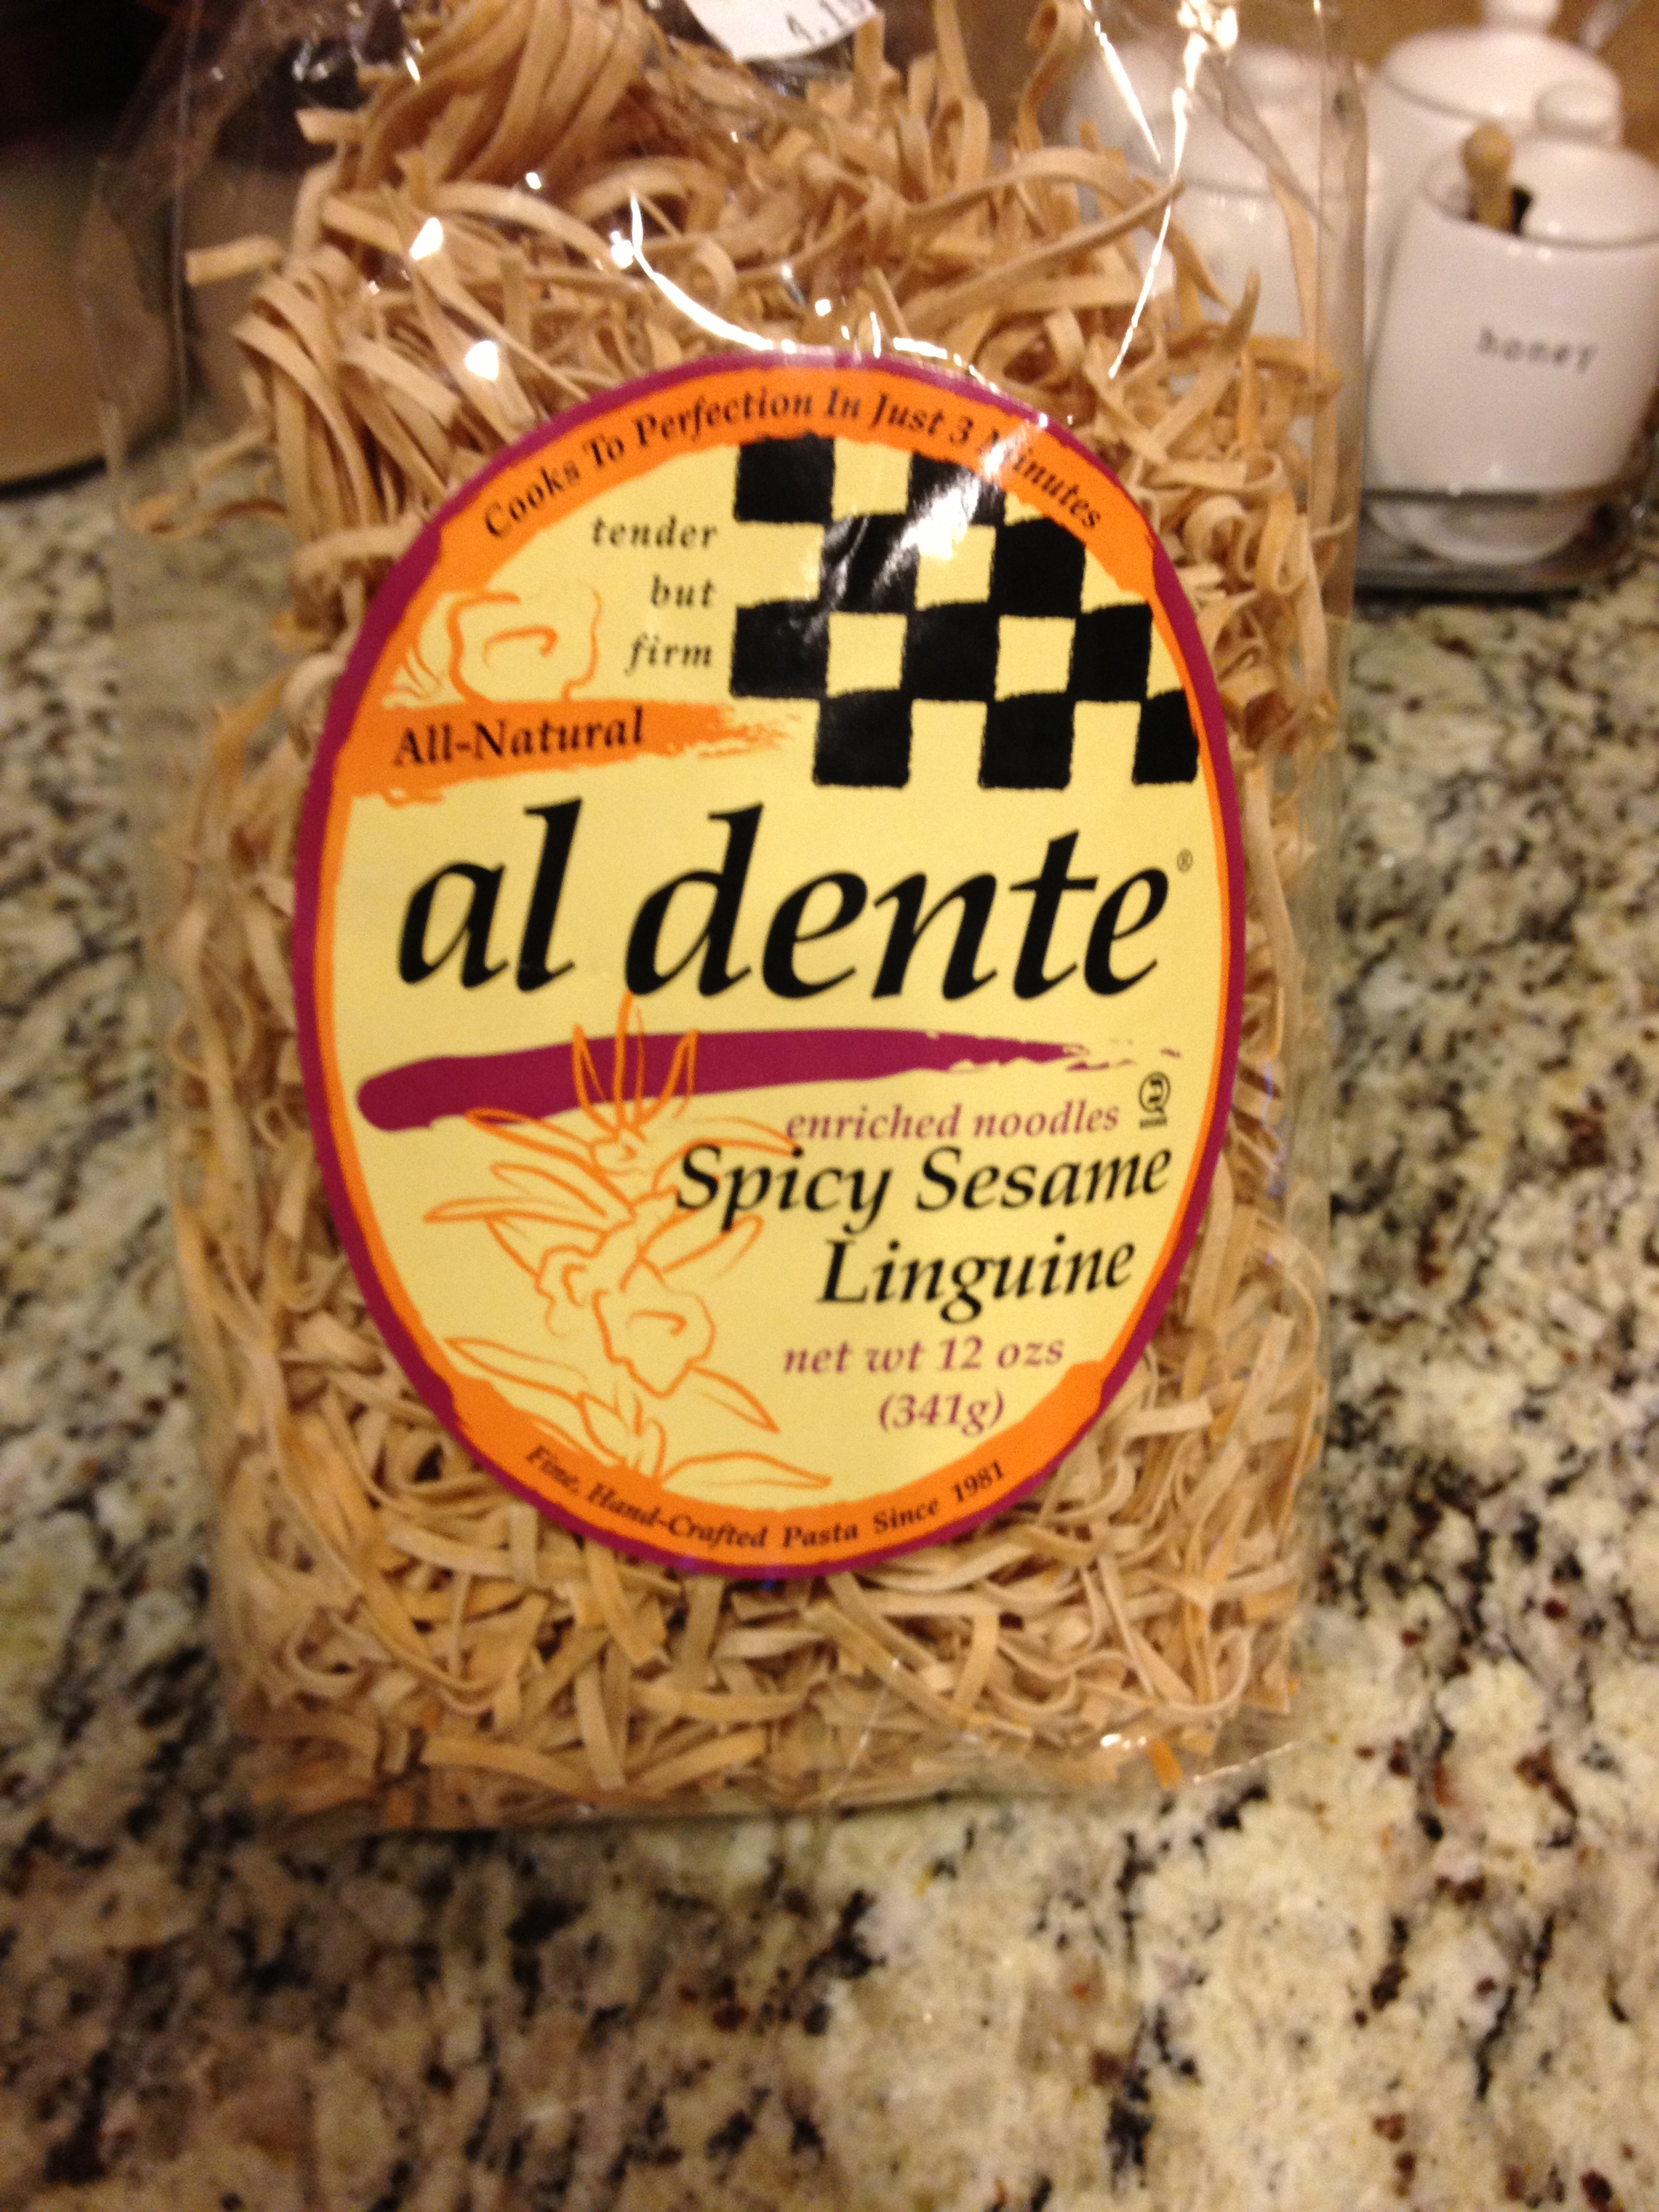 Cooks To Perfection In Just 3 Minutes
tender
but
firm
All-Natural
al dente®
enriched noodles
Spicy Sesame
Linguine
net wt 12 ozs
(341g)
Fine, Hand-Crafted Pasta Since 1981
honey